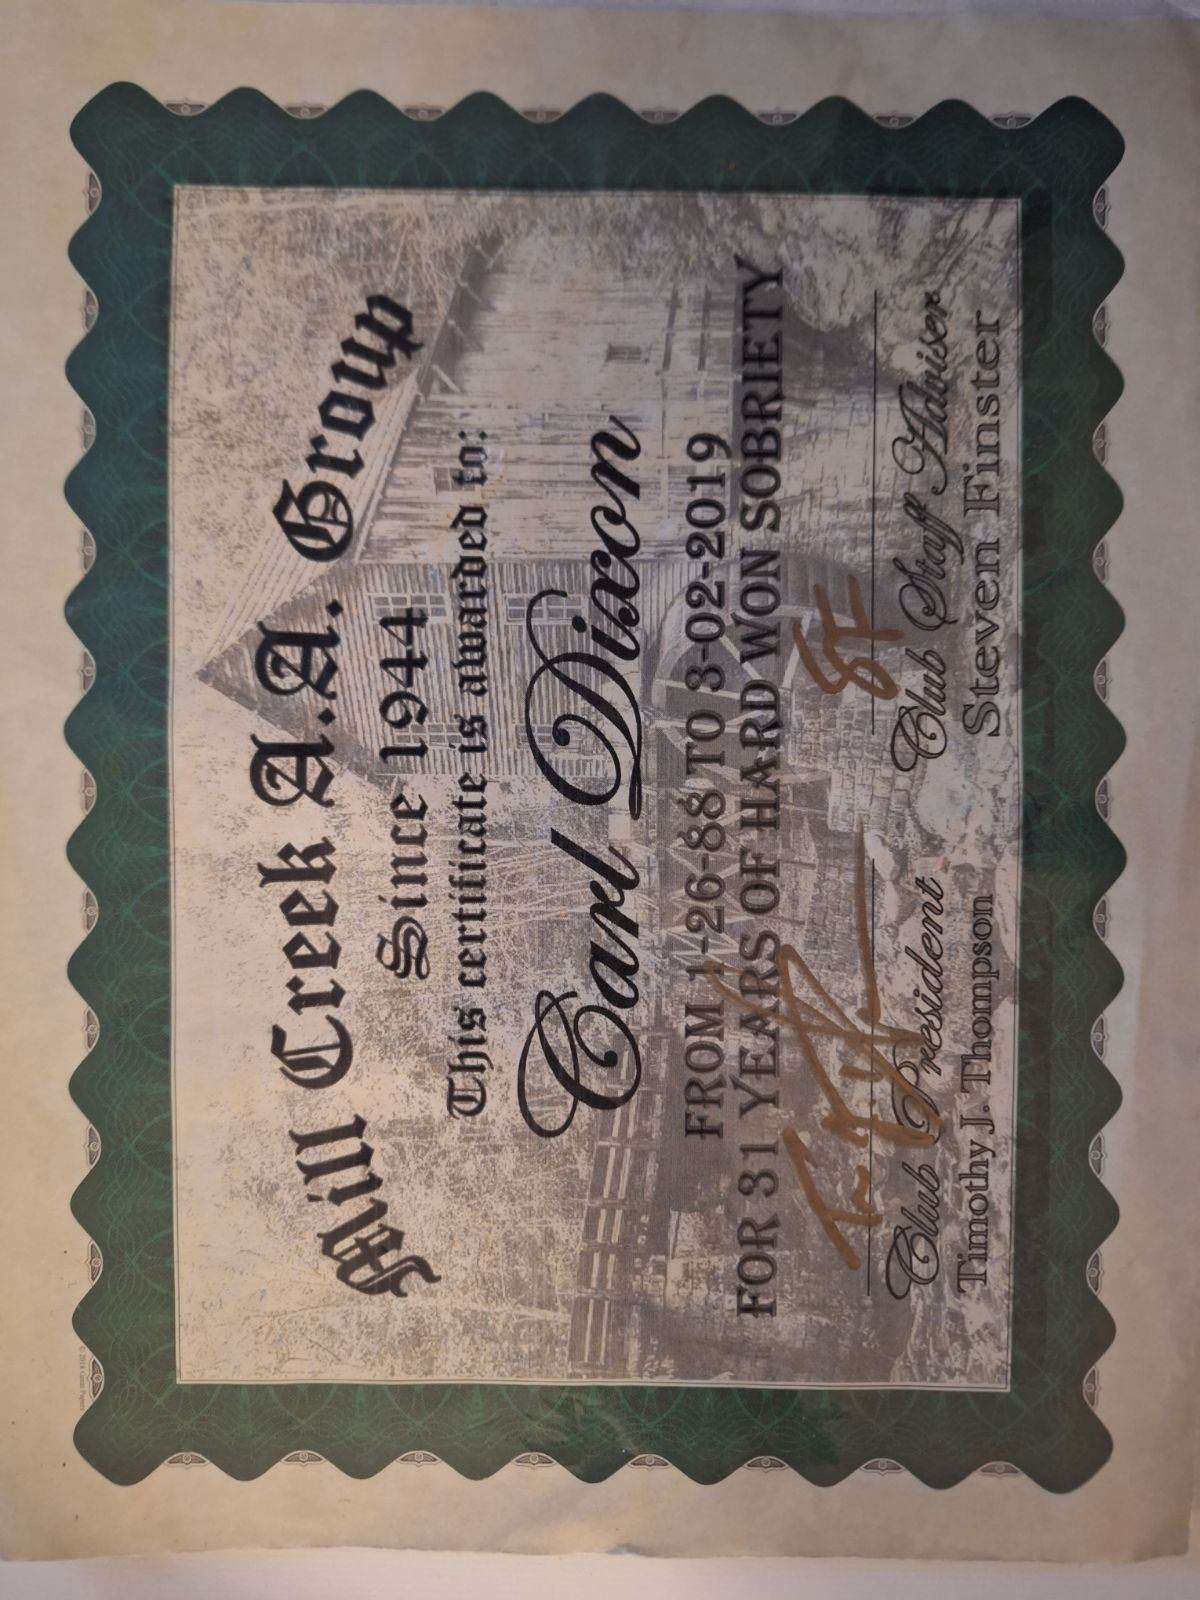 Mill Creek A.A. Group
Since 1944
This certificate is awarded to:
Carl Dixon
FROM 1-26-88 TO 3-02-2019
FOR 31 YEARS OF HARD WON SOBRIETY
Club President
Timothy J. Thompson
SF
Club Staff Adviser
Steven Finster